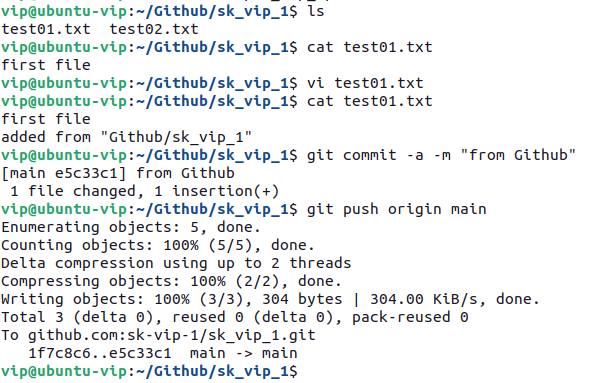 vip@ubuntu-vip:~/Github/sk_vip_1$ ls
test01.txt  test02.txt
vip@ubuntu-vip:~/Github/sk_vip_1$ cat test01.txt
first file
vip@ubuntu-vip:~/Github/sk_vip_1$ vi test01.txt
vip@ubuntu-vip:~/Github/sk_vip_1$ cat test01.txt
first file
added from "Github/sk_vip_1"
vip@ubuntu-vip:~/Github/sk_vip_1$ git commit -a -m "from Github"
[main e5c33c1] from Github
 1 file changed, 1 insertion(+)
vip@ubuntu-vip:~/Github/sk_vip_1$ git push origin main
Enumerating objects: 5, done.
Counting objects: 100% (5/5), done.
Delta compression using up to 2 threads
Compressing objects: 100% (2/2), done.
Writing objects: 100% (3/3), 304 bytes | 304.00 KiB/s, done.
Total 3 (delta 0), reused 0 (delta 0), pack-reused 0
To github.com:sk-vip-1/sk_vip_1.git
   1f7c8c6..e5c33c1  main -> main
vip@ubuntu-vip:~/Github/sk_vip_1$